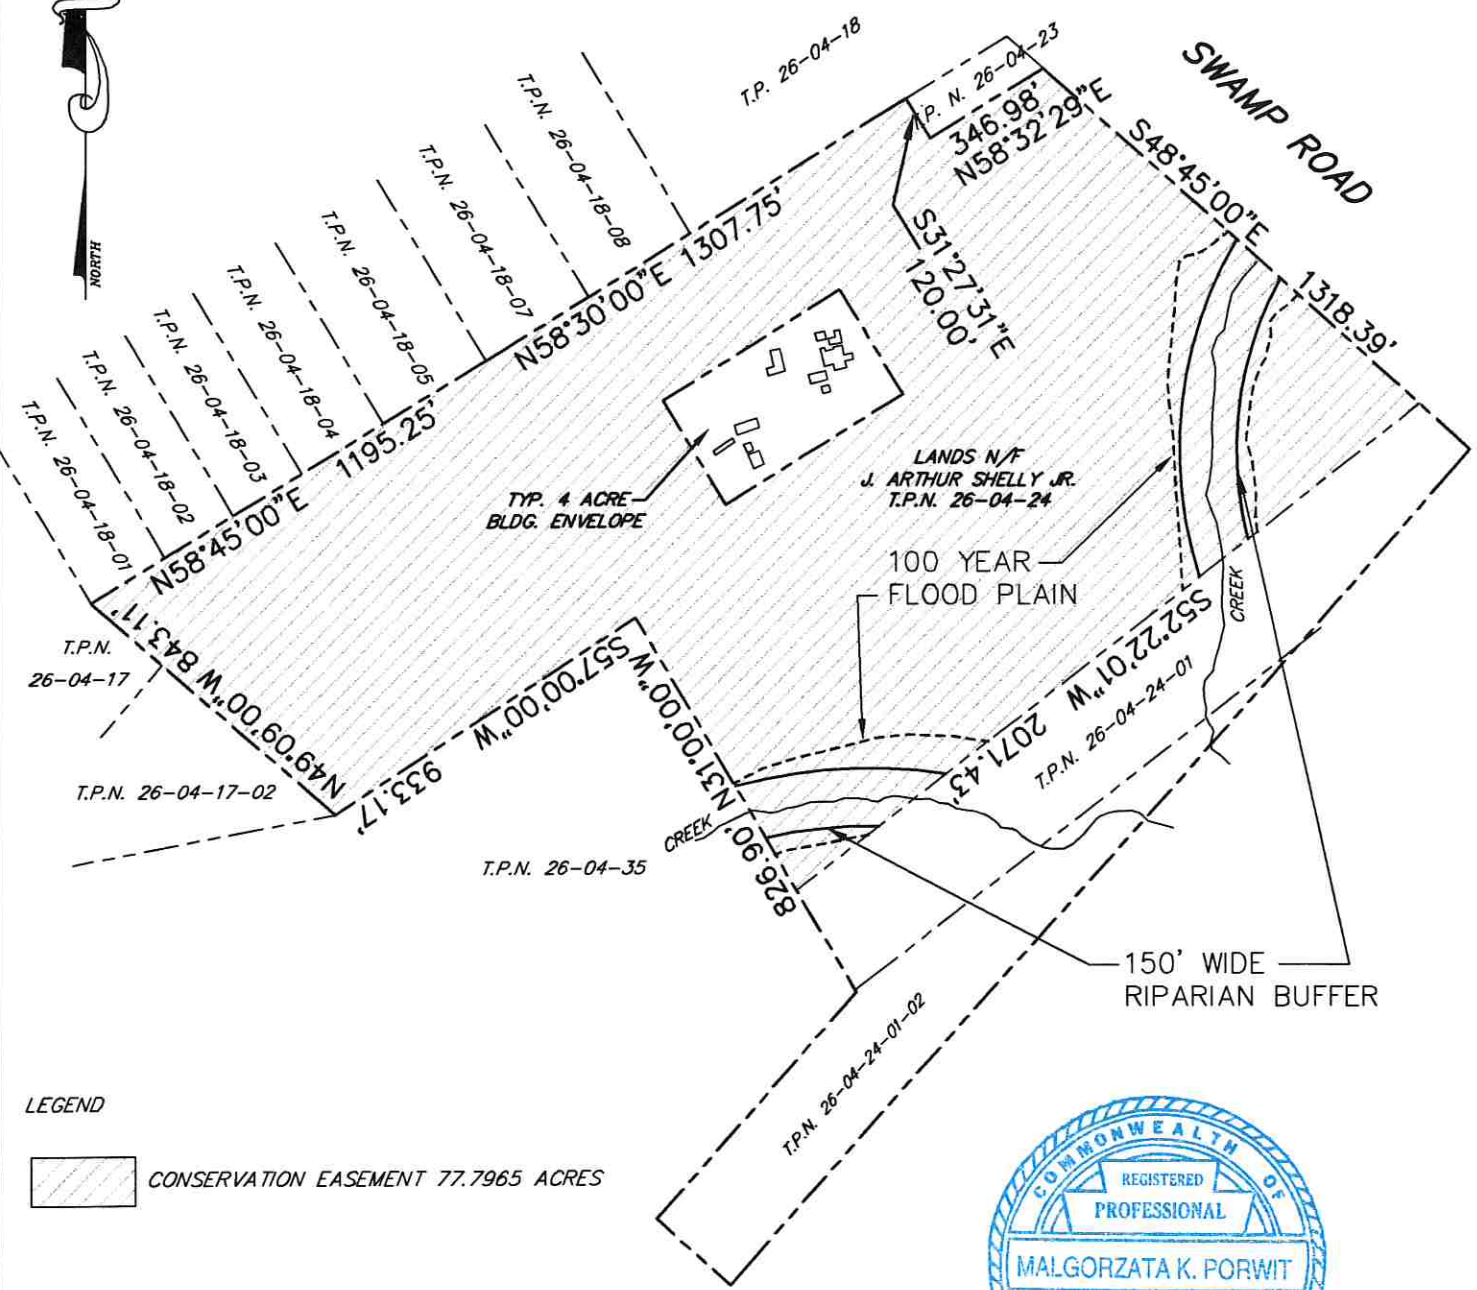 NORTH
T.P. 26-04-18
T.P. N. 26-04-23
346.98'
N58°32'29"E
SWAMP ROAD
S48°45'00"E
1318.39'
S31°27'31"E
120.00'
T.P.N. 26-04-18-08
T.P.N. 26-04-18-07
T.P.N. 26-04-18-05
T.P.N. 26-04-18-04
T.P.N. 26-04-18-03
T.P.N. 26-04-18-02
T.P.N. 26-04-18-01
N58°30'00"E 1307.75'
N58°45'00"E 1195.25'
TYP. 4 ACRE
BLDG. ENVELOPE
LANDS N/F
J. ARTHUR SHELLY JR.
T.P.N. 26-04-24
100 YEAR
FLOOD PLAIN
CREEK
T.P.N.
26-04-17
N49°09'00"W 843.11'
T.P.N. 26-04-17-02
S57°00'00"W 933.17'
826.90' N31°00'00"W
S52°22'01"W 2071.43'
T.P.N. 26-04-24-01
CREEK
T.P.N. 26-04-35
150' WIDE
RIPARIAN BUFFER
T.P.N. 26-04-24-01-02
LEGEND
CONSERVATION EASEMENT 77.7965 ACRES
COMMONWEALTH OF
REGISTERED
PROFESSIONAL
MALGORZATA K. PORWIT